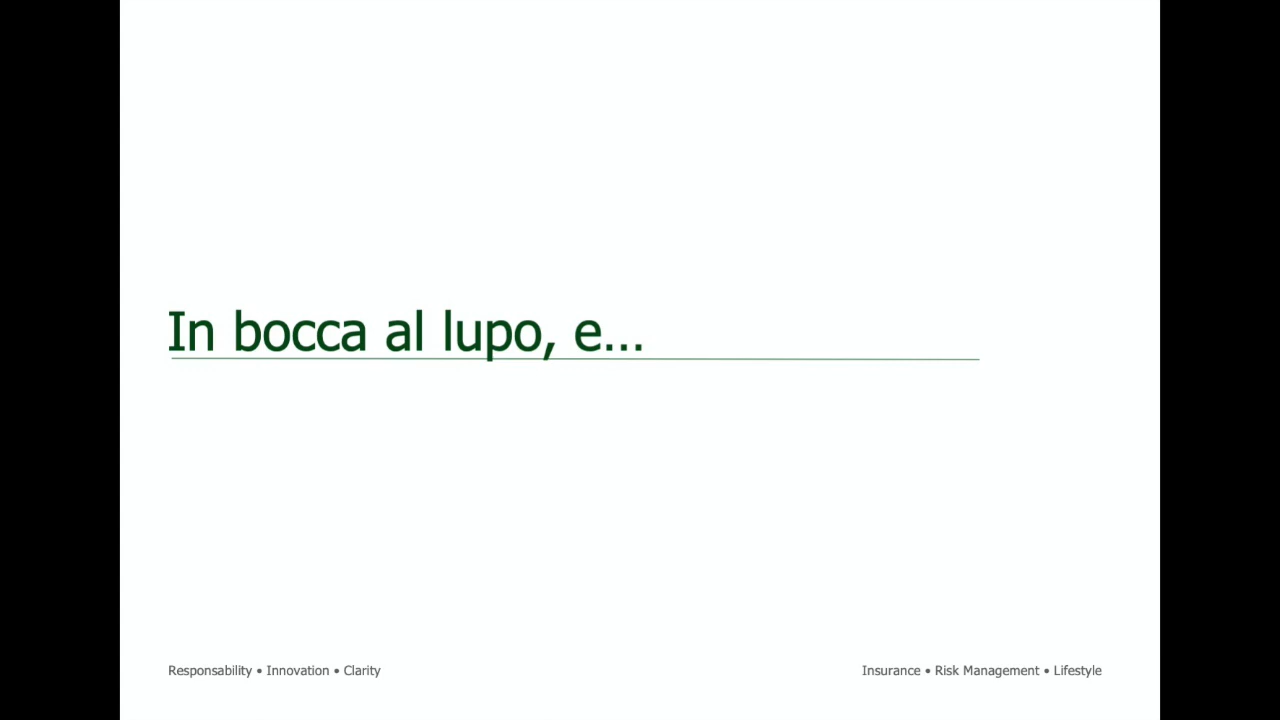 In bocca al lupo, e...
Responsability • Innovation • Clarity
Insurance • Risk Management • Lifestyle